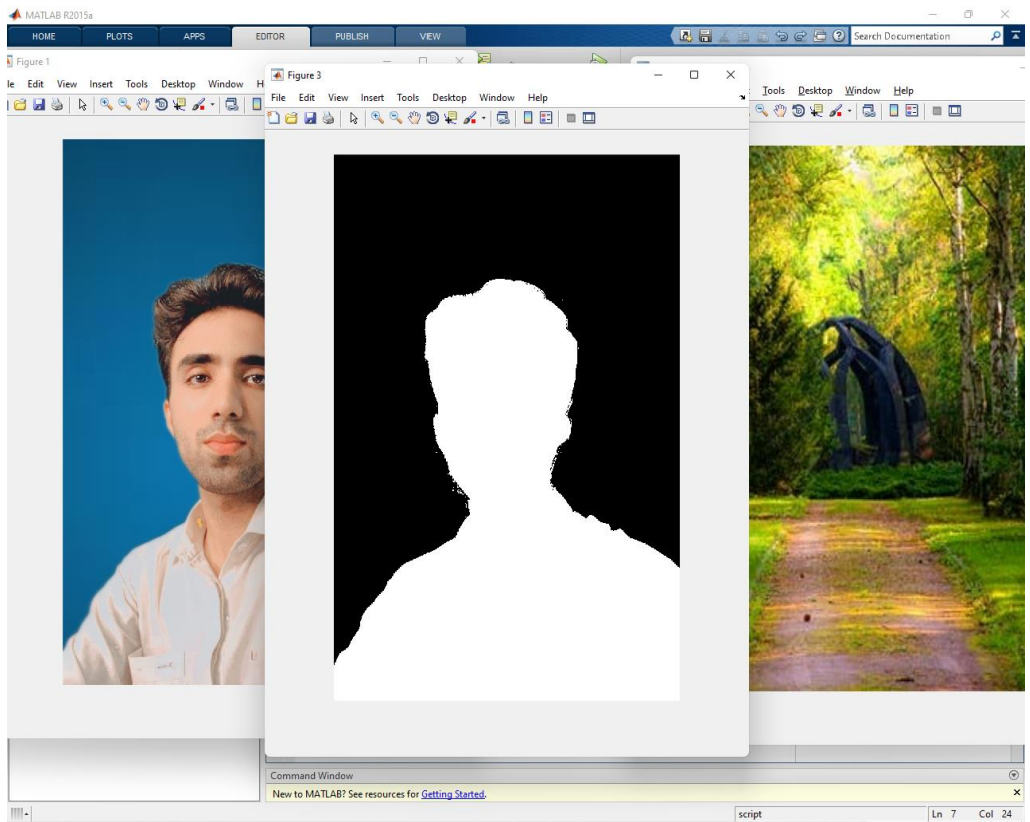 MATLAB R2015a
HOME PLOTS APPS EDITOR PUBLISH VIEW Search Documentation
Figure 1
le Edit View Insert Tools Desktop Window H
Figure 3
File Edit View Insert Tools Desktop Window Help
Tools Desktop Window Help
Command Window
New to MATLAB? See resources for Getting Started.
script Ln 7 Col 24